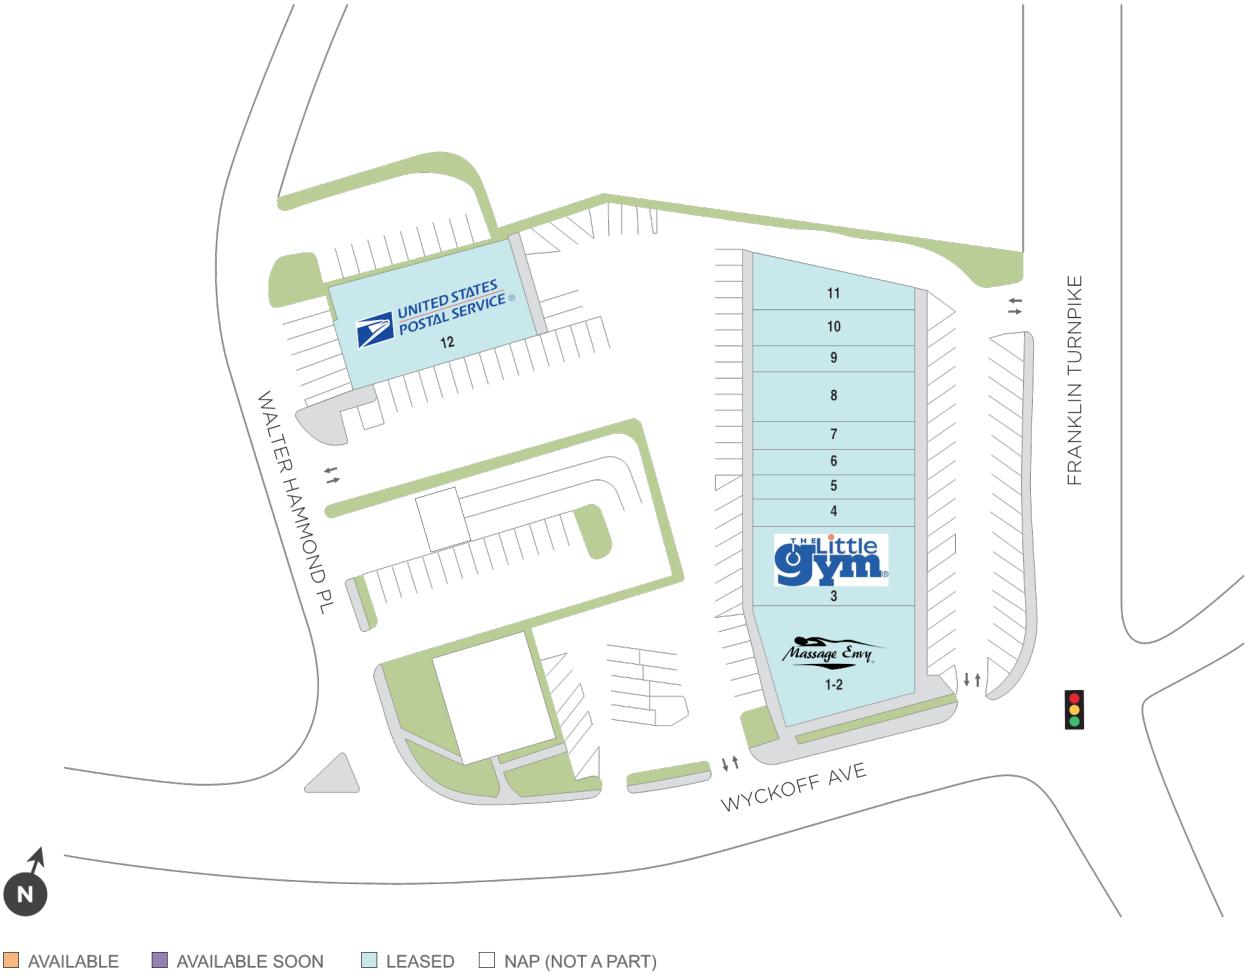 UNITED STATES
POSTAL SERVICE®
12
11
10
9
8
7
6
5
4
THE Little
gym®
3
Massage Envy
1-2
WALTER HAMMOND PL
FRANKLIN TURNPIKE
WYCKOFF AVE
N
AVAILABLE
AVAILABLE SOON
LEASED
NAP (NOT A PART)